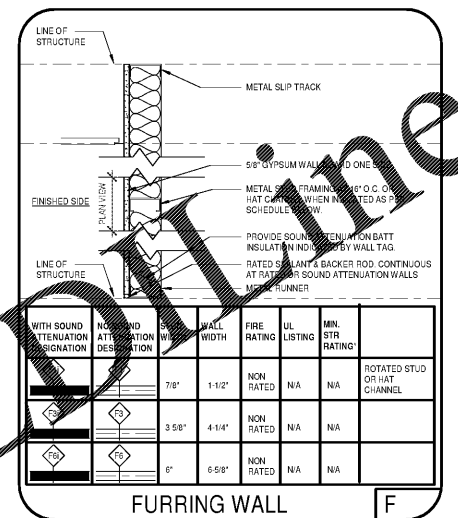 LINE OF
STRUCTURE
METAL SLIP TRACK
5/8" GYPSUM WALL BOARD ONE
METAL STUD FRAMING 16" O.C. OR
HAT CHANNEL WHEN INDICATED AS PER
SCHEDULE BELOW.
FINISHED SIDE
PLAN VIEW
PROVIDE SOUND ATTENUATION BATT
INSULATION INDICATED BY WALL TAG.
LINE OF
STRUCTURE
RATED SEALANT & BACKER ROD. CONTINUOUS
AT RATED OR SOUND ATTENUATION WALLS
METAL RUNNER
WITH SOUND ATTENUATION DESIGNATION NO SOUND ATTENUATION DESIGNATION STUD WIDTH WALL WIDTH FIRE RATING UL LISTING MIN. STR RATING'
F3 7/8" 1-1/2" NON RATED N/A N/A ROTATED STUD OR HAT CHANNEL
3 5/8" 4-1/4" NON RATED N/A N/A
F6 6" 6-5/8" NON RATED N/A N/A
FURRING WALL F
DLine